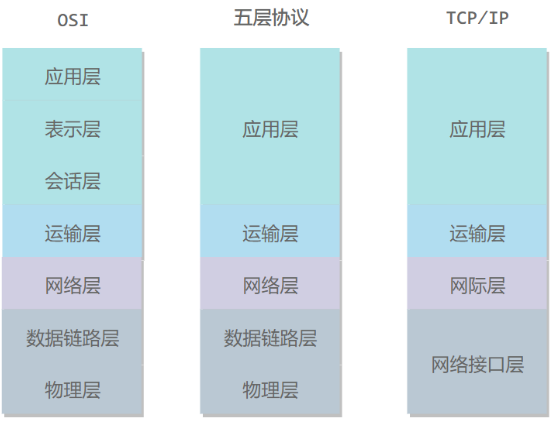 OSI
五层协议
TCP/IP
应用层
表示层
会话层
运输层
网络层
数据链路层
物理层
应用层
运输层
网络层
数据链路层
物理层
应用层
运输层
网际层
网络接口层